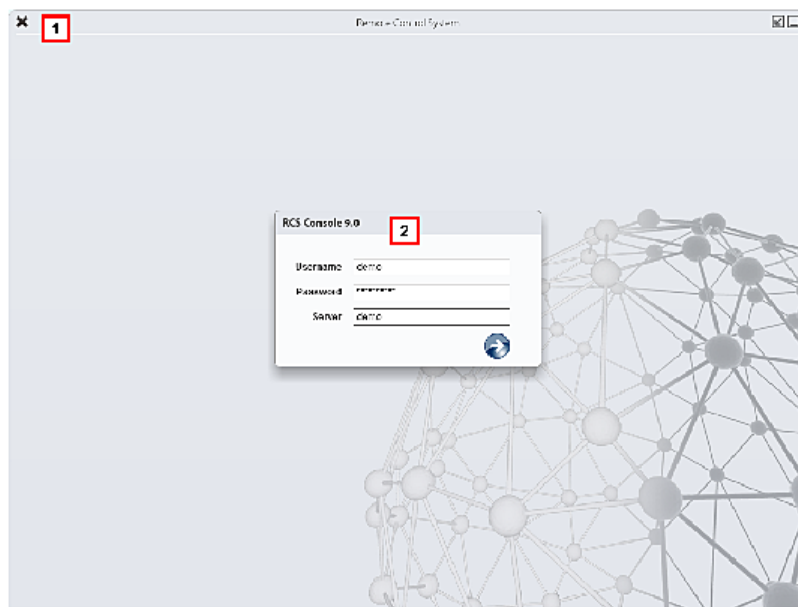 1
Remote Control System
RCS Console 9.0
2
Username demo
Password *********
Server demo